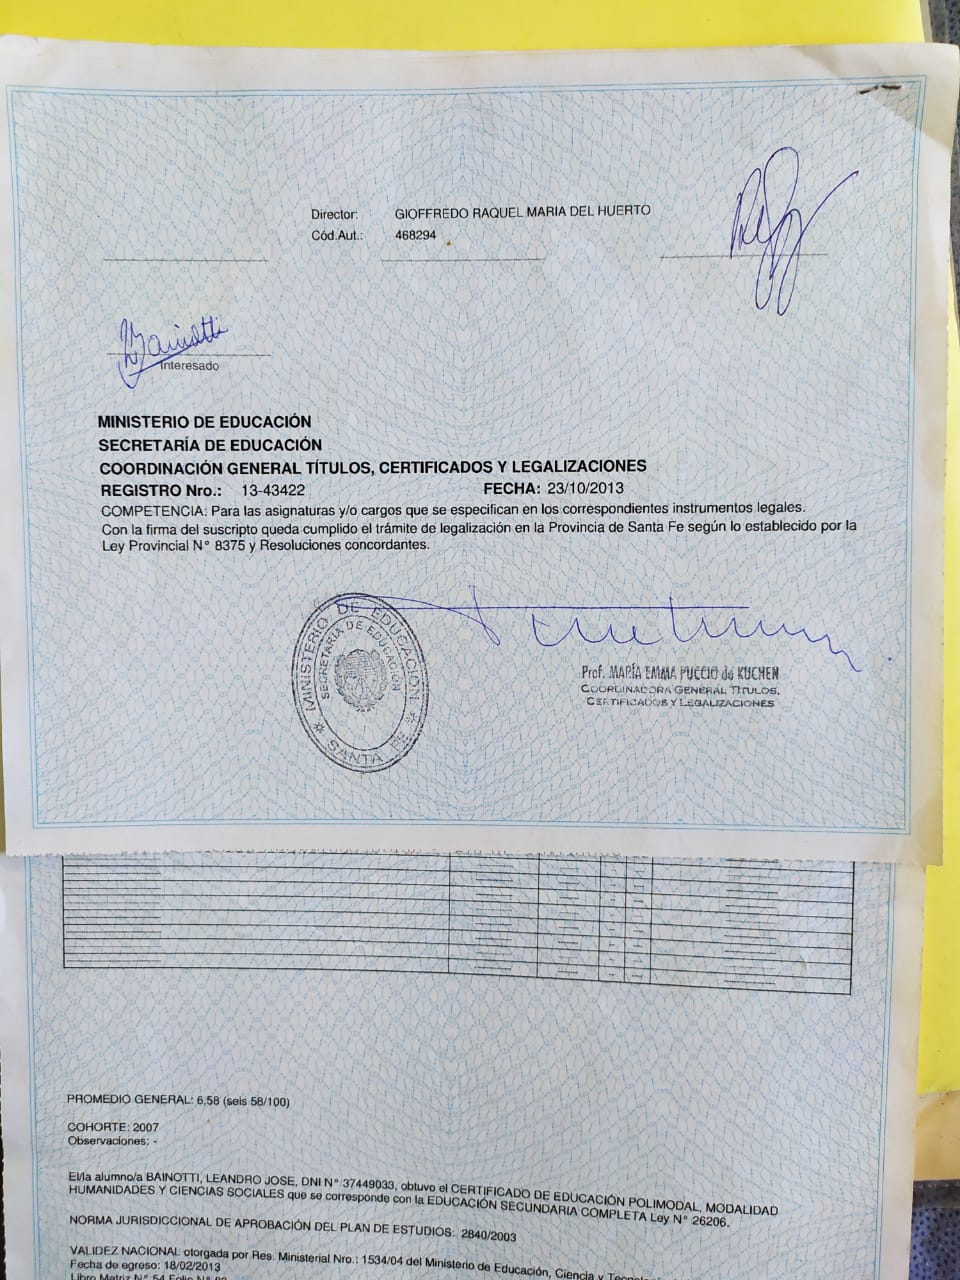 Director: GIOFFREDO RAQUEL MARIA DEL HUERTO
Cód.Aut.: 468294
Bainotti
Interesado
MINISTERIO DE EDUCACIÓN
SECRETARÍA DE EDUCACIÓN
COORDINACIÓN GENERAL TÍTULOS, CERTIFICADOS Y LEGALIZACIONES
REGISTRO Nro.: 13-43422 FECHA: 23/10/2013
COMPETENCIA: Para las asignaturas y/o cargos que se especifican en los correspondientes instrumentos legales.
Con la firma del suscripto queda cumplido el trámite de legalización en la Provincia de Santa Fe según lo establecido por la
Ley Provincial N° 8375 y Resoluciones concordantes.
MINISTERIO DE EDUCACIÓN
SECRETARÍA DE EDUCACIÓN
SANTA FE
Prof. MARÍA EMMA PUCCIO de KUCHEN
COORDINADORA GENERAL TÍTULOS,
CERTIFICADOS Y LEGALIZACIONES
PROMEDIO GENERAL: 6,58 (seis 58/100)
COHORTE: 2007
Observaciones: -
El/la alumno/a BAINOTTI, LEANDRO JOSE, DNI N° 37449033, obtuvo el CERTIFICADO DE EDUCACIÓN POLIMODAL, MODALIDAD
HUMANIDADES Y CIENCIAS SOCIALES que se corresponde con la EDUCACIÓN SECUNDARIA COMPLETA Ley N° 26206.
NORMA JURISDICCIONAL DE APROBACIÓN DEL PLAN DE ESTUDIOS: 2840/2003
VALIDEZ NACIONAL otorgada por Res. Ministerial Nro.: 1534/04 del Ministerio de Educación, Ciencia y
Fecha de egreso: 18/02/2013
Libro Matriz N° 54 Folio N°